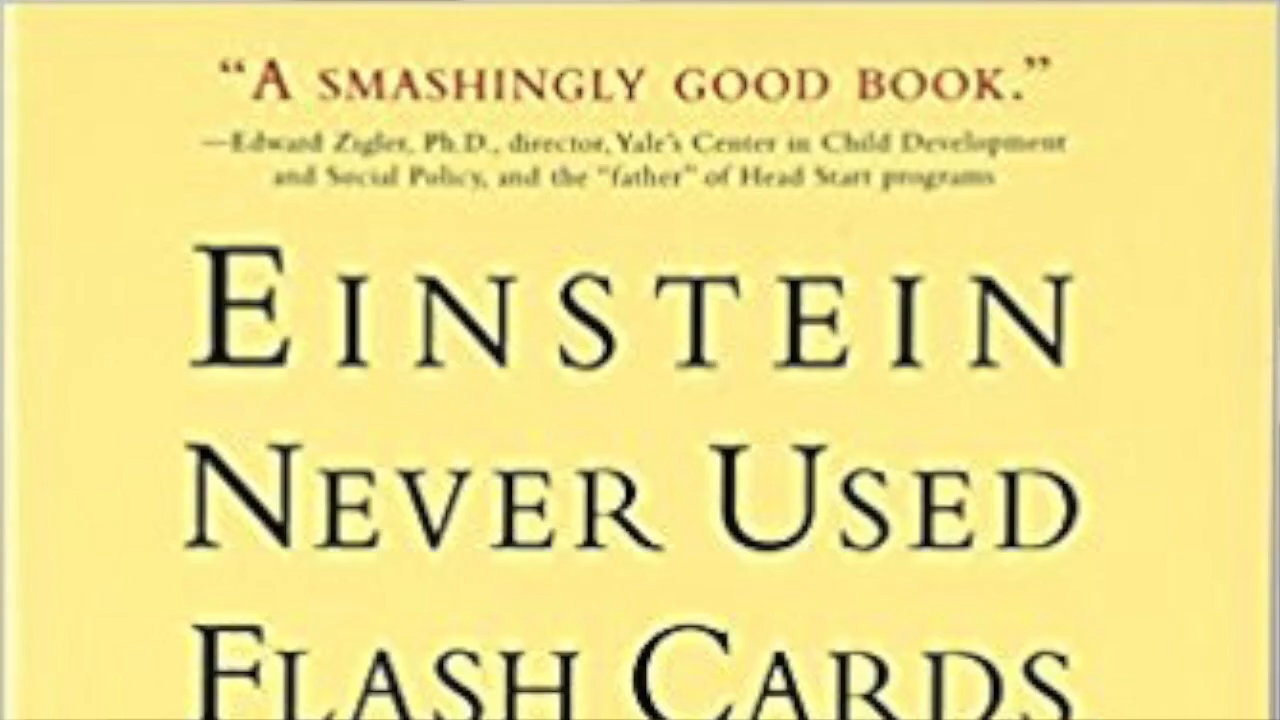 “A SMASHINGLY GOOD BOOK.”
—Edward Zigler, Ph.D., director, Yale’s Center in Child Development
and Social Policy, and the “father” of Head Start programs
EINSTEIN
NEVER USED
FLASH CARDS